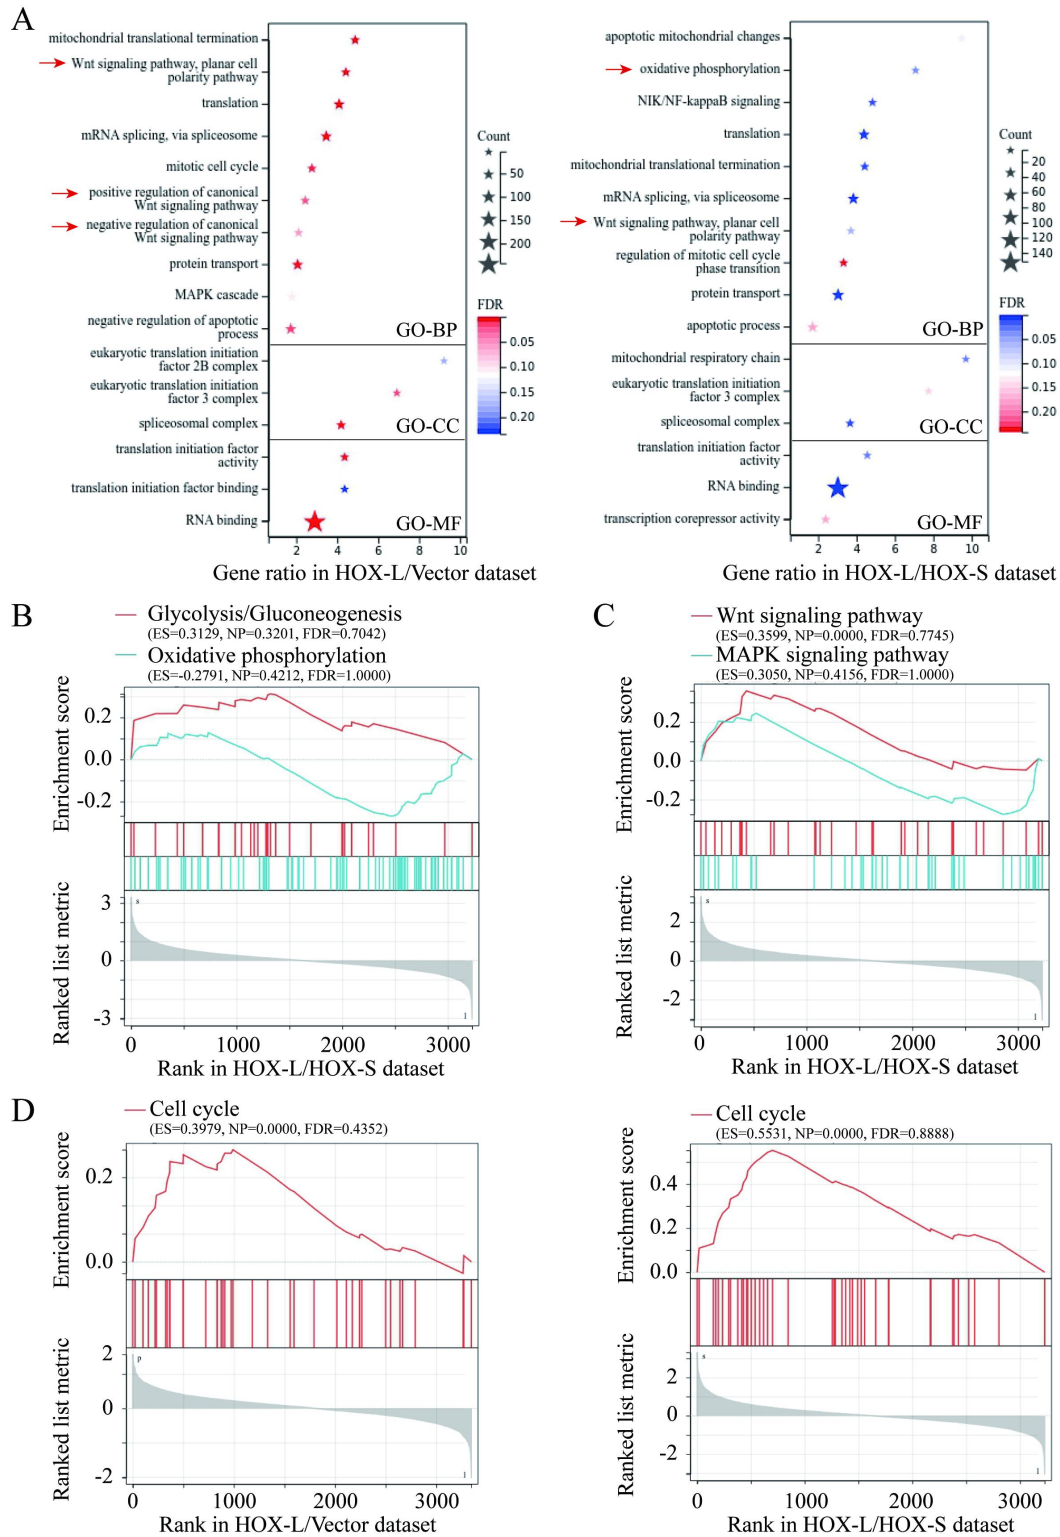 A
mitochondrial translational termination
Wnt signaling pathway, planar cell
polarity pathway
translation
mRNA splicing, via spliceosome
mitotic cell cycle
positive regulation of canonical
Wnt signaling pathway
negative regulation of canonical
Wnt signaling pathway
protein transport
MAPK cascade
negative regulation of apoptotic
process
GO-BP
eukaryotic translation initiation
factor 2B complex
eukaryotic translation initiation
factor 3 complex
spliceosomal complex
GO-CC
translation initiation factor
activity
translation initiation factor binding
RNA binding
GO-MF
2 4 6 8 10
Gene ratio in HOX-L/Vector dataset
Count
50
100
150
200
FDR
0.05
0.10
0.15
0.20
apoptotic mitochondrial changes
oxidative phosphorylation
NIK/NF-kappaB signaling
translation
mitochondrial translational termination
mRNA splicing, via spliceosome
Wnt signaling pathway, planar cell
polarity pathway
regulation of mitotic cell cycle
phase transition
protein transport
apoptotic process
GO-BP
mitochondrial respiratory chain
eukaryotic translation initiation
factor 3 complex
spliceosomal complex
GO-CC
translation initiation factor
activity
RNA binding
transcription corepressor activity
GO-MF
2 4 6 8 10
Gene ratio in HOX-L/HOX-S dataset
Count
20
40
60
80
100
120
140
FDR
0.05
0.10
0.15
0.20
B
Glycolysis/Gluconeogenesis
(ES=0.3129, NP=0.3201, FDR=0.7042)
Oxidative phosphorylation
(ES=-0.2791, NP=0.4212, FDR=1.0000)
Enrichment score
0.2
0.0
-0.2
Ranked list metric
3
0
-3
s
l
0 1000 2000 3000
Rank in HOX-L/HOX-S dataset
C
Wnt signaling pathway
(ES=0.3599, NP=0.0000, FDR=0.7745)
MAPK signaling pathway
(ES=0.3050, NP=0.4156, FDR=1.0000)
Enrichment score
0.2
0.0
-0.2
Ranked list metric
2
0
-2
s
l
0 1000 2000 3000
Rank in HOX-L/HOX-S dataset
D
Cell cycle
(ES=0.3979, NP=0.0000, FDR=0.4352)
Enrichment score
0.2
0.0
Ranked list metric
2
0
-2
p
l
0 1000 2000 3000
Rank in HOX-L/Vector dataset
Cell cycle
(ES=0.5531, NP=0.0000, FDR=0.8888)
Enrichment score
0.4
0.2
0.0
Ranked list metric
2
0
-2
s
l
0 1000 2000 3000
Rank in HOX-L/HOX-S dataset